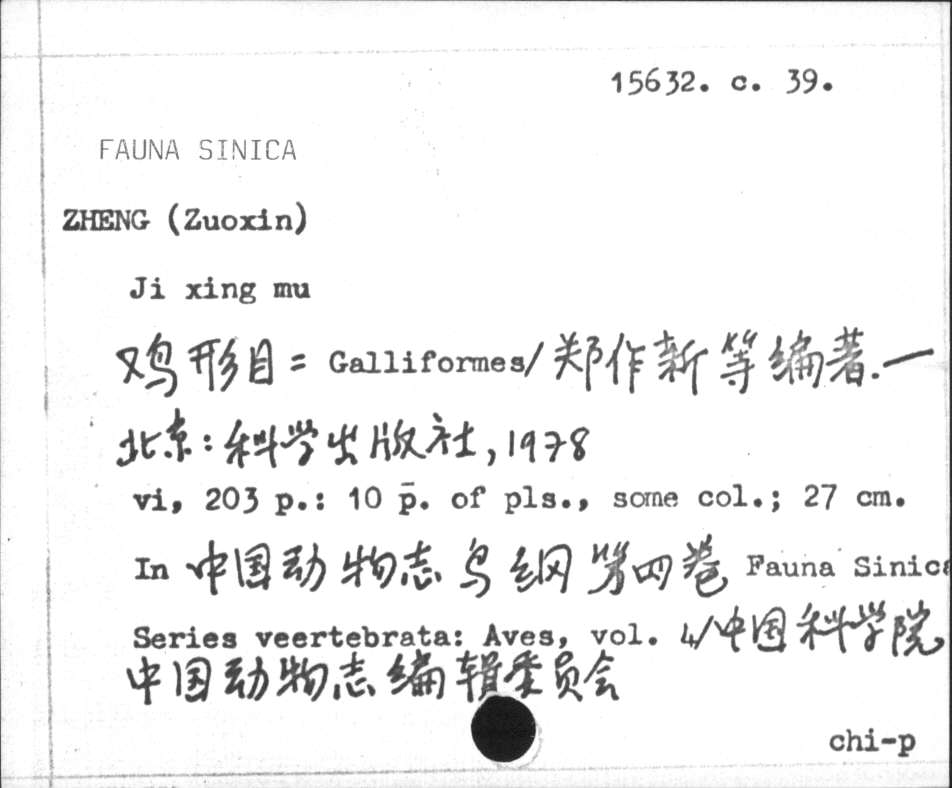 15632. c. 39.
FAUNA SINICA
ZHENG (Zuoxin)
Ji xing mu
鸡形目 = Galliformes/郑作新等编著.一
北京:科学出版社,1978
vi, 203 p.: 10 p̄. of pls., some col.; 27 cm.
In 中国动物志 鸟纲 第四卷 Fauna Sinica
Series veertebrata: Aves, vol. 4/中国科学院
中国动物志编辑委员会
chi-p